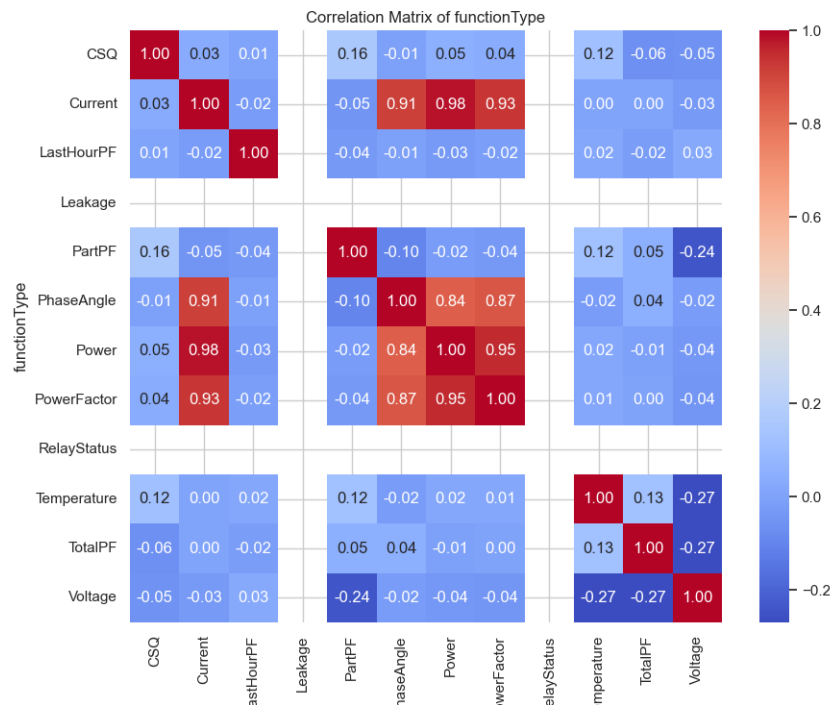 Correlation Matrix of functionType
CSQ 1.00 0.03 0.01 0.16 -0.01 0.05 0.04 0.12 -0.06 -0.05
Current 0.03 1.00 -0.02 -0.05 0.91 0.98 0.93 0.00 0.00 -0.03
LastHourPF 0.01 -0.02 1.00 -0.04 -0.01 -0.03 -0.02 0.02 -0.02 0.03
Leakage
PartPF 0.16 -0.05 -0.04 1.00 -0.10 -0.02 -0.04 0.12 0.05 -0.24
PhaseAngle -0.01 0.91 -0.01 -0.10 1.00 0.84 0.87 -0.02 0.04 -0.02
Power 0.05 0.98 -0.03 -0.02 0.84 1.00 0.95 0.02 -0.01 -0.04
PowerFactor 0.04 0.93 -0.02 -0.04 0.87 0.95 1.00 0.01 0.00 -0.04
RelayStatus
Temperature 0.12 0.00 0.02 0.12 -0.02 0.02 0.01 1.00 0.13 -0.27
TotalPF -0.06 0.00 -0.02 0.05 0.04 -0.01 0.00 0.13 1.00 -0.27
Voltage -0.05 -0.03 0.03 -0.24 -0.02 -0.04 -0.04 -0.27 -0.27 1.00
functionType
CSQ
Current
astHourPF
Leakage
PartPF
haseAngle
Power
owerFactor
elayStatus
mperature
TotalPF
Voltage
1.0
0.8
0.6
0.4
0.2
0.0
−0.2